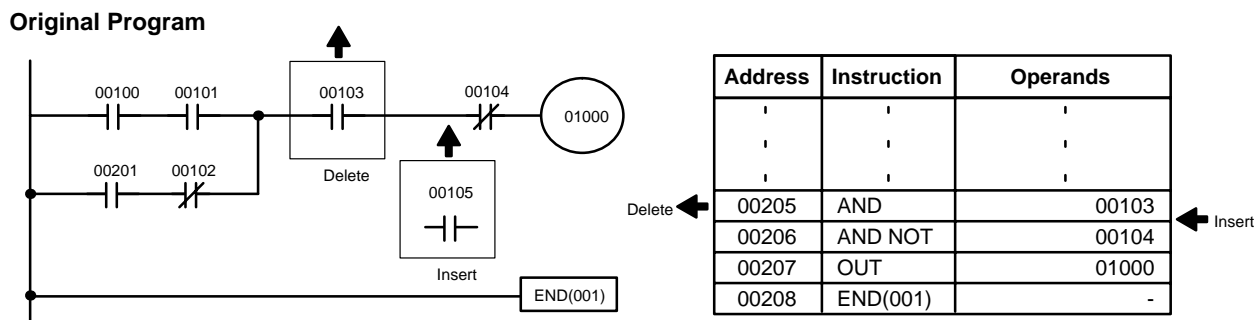 Original Program
00100 00101 00103 00104
01000
00201 00102
Delete
00105
Insert
END(001)
Address Instruction Operands
Delete
00205 AND 00103
Insert
00206 AND NOT 00104
00207 OUT 01000
00208 END(001) -